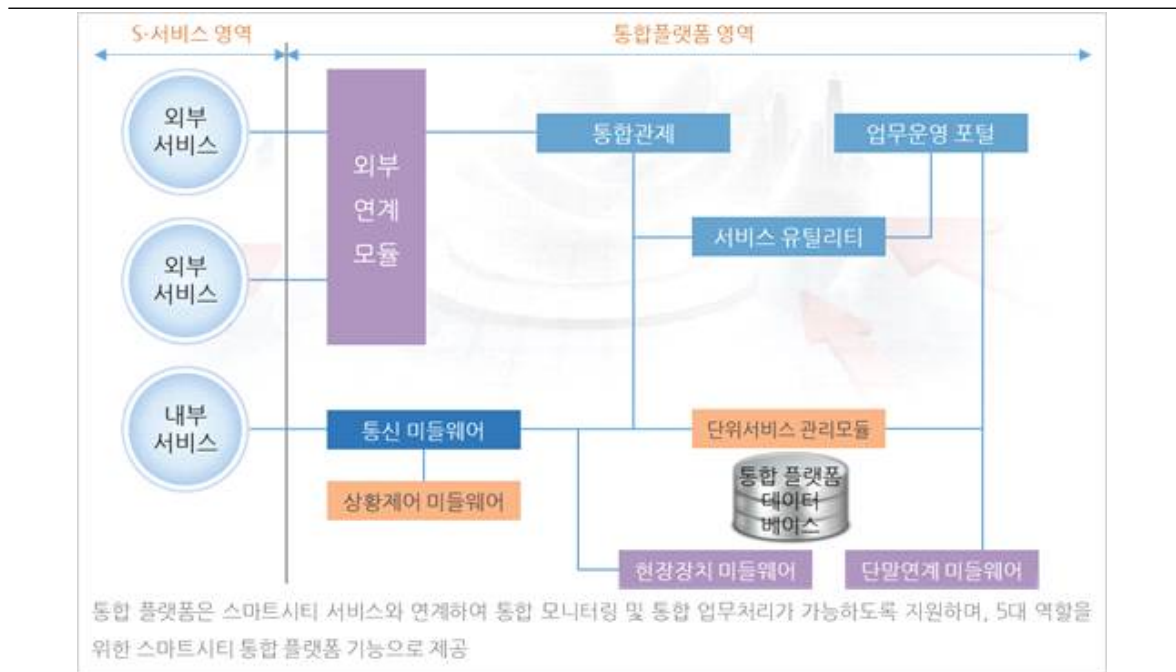 S·서비스 영역
통합플랫폼 영역
외부
서비스
외부
연계
모듈
통합관제
업무운영 포털
서비스 유틸리티
외부
서비스
내부
서비스
통신 미들웨어
단위서비스 관리모듈
상황제어 미들웨어
통합 플랫폼
데이터
베이스
현장장치 미들웨어
단말연계 미들웨어
통합 플랫폼은 스마트시티 서비스와 연계하여 통합 모니터링 및 통합 업무처리가 가능하도록 지원하며, 5대 역할을
위한 스마트시티 통합 플랫폼 기능으로 제공